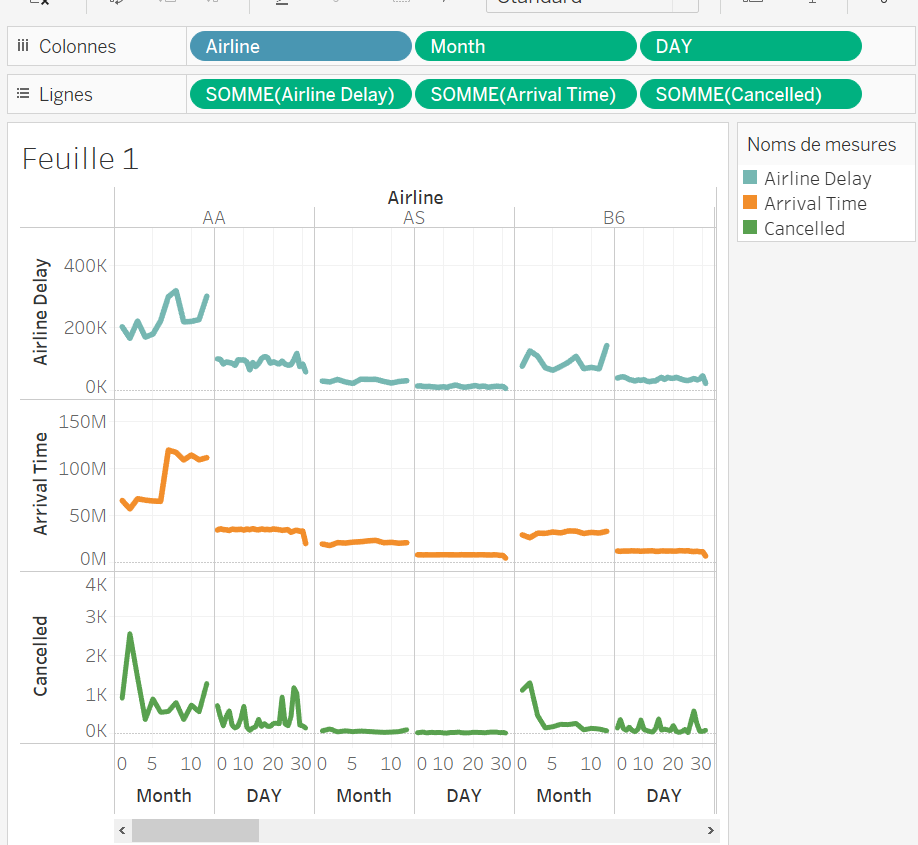 Standard
Colonnes Airline Month DAY
Lignes SOMME(Airline Delay) SOMME(Arrival Time) SOMME(Cancelled)
Feuille 1
Noms de mesures
Airline Delay
Arrival Time
Cancelled
Airline
AA AS B6
Airline Delay
400K
200K
0K
Arrival Time
150M
100M
50M
0M
Cancelled
4K
3K
2K
1K
0K
0 5 10 0 10 20 30 0 5 10 0 10 20 30 0 5 10 0 10 20 30
Month DAY Month DAY Month DAY